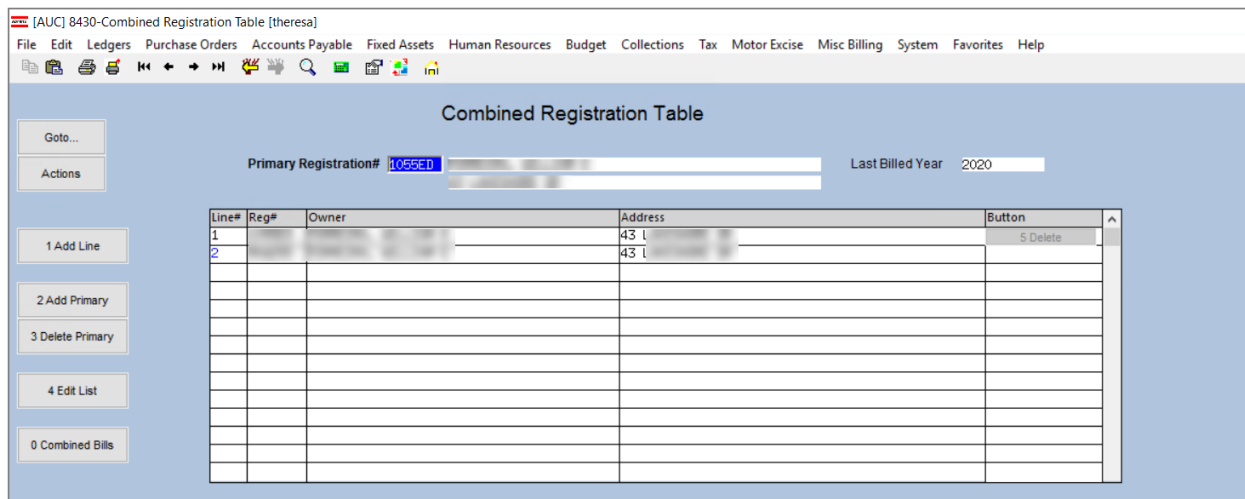 [AUC] 8430-Combined Registration Table [theresa]
File Edit Ledgers Purchase Orders Accounts Payable Fixed Assets Human Resources Budget Collections Tax Motor Excise Misc Billing System Favorites Help
Combined Registration Table
Goto...
Actions
Primary Registration# 1055ED Last Billed Year 2020
Line# Reg# Owner Address Button
1 43 L 5 Delete
2 43 L
1 Add Line
2 Add Primary
3 Delete Primary
4 Edit List
0 Combined Bills